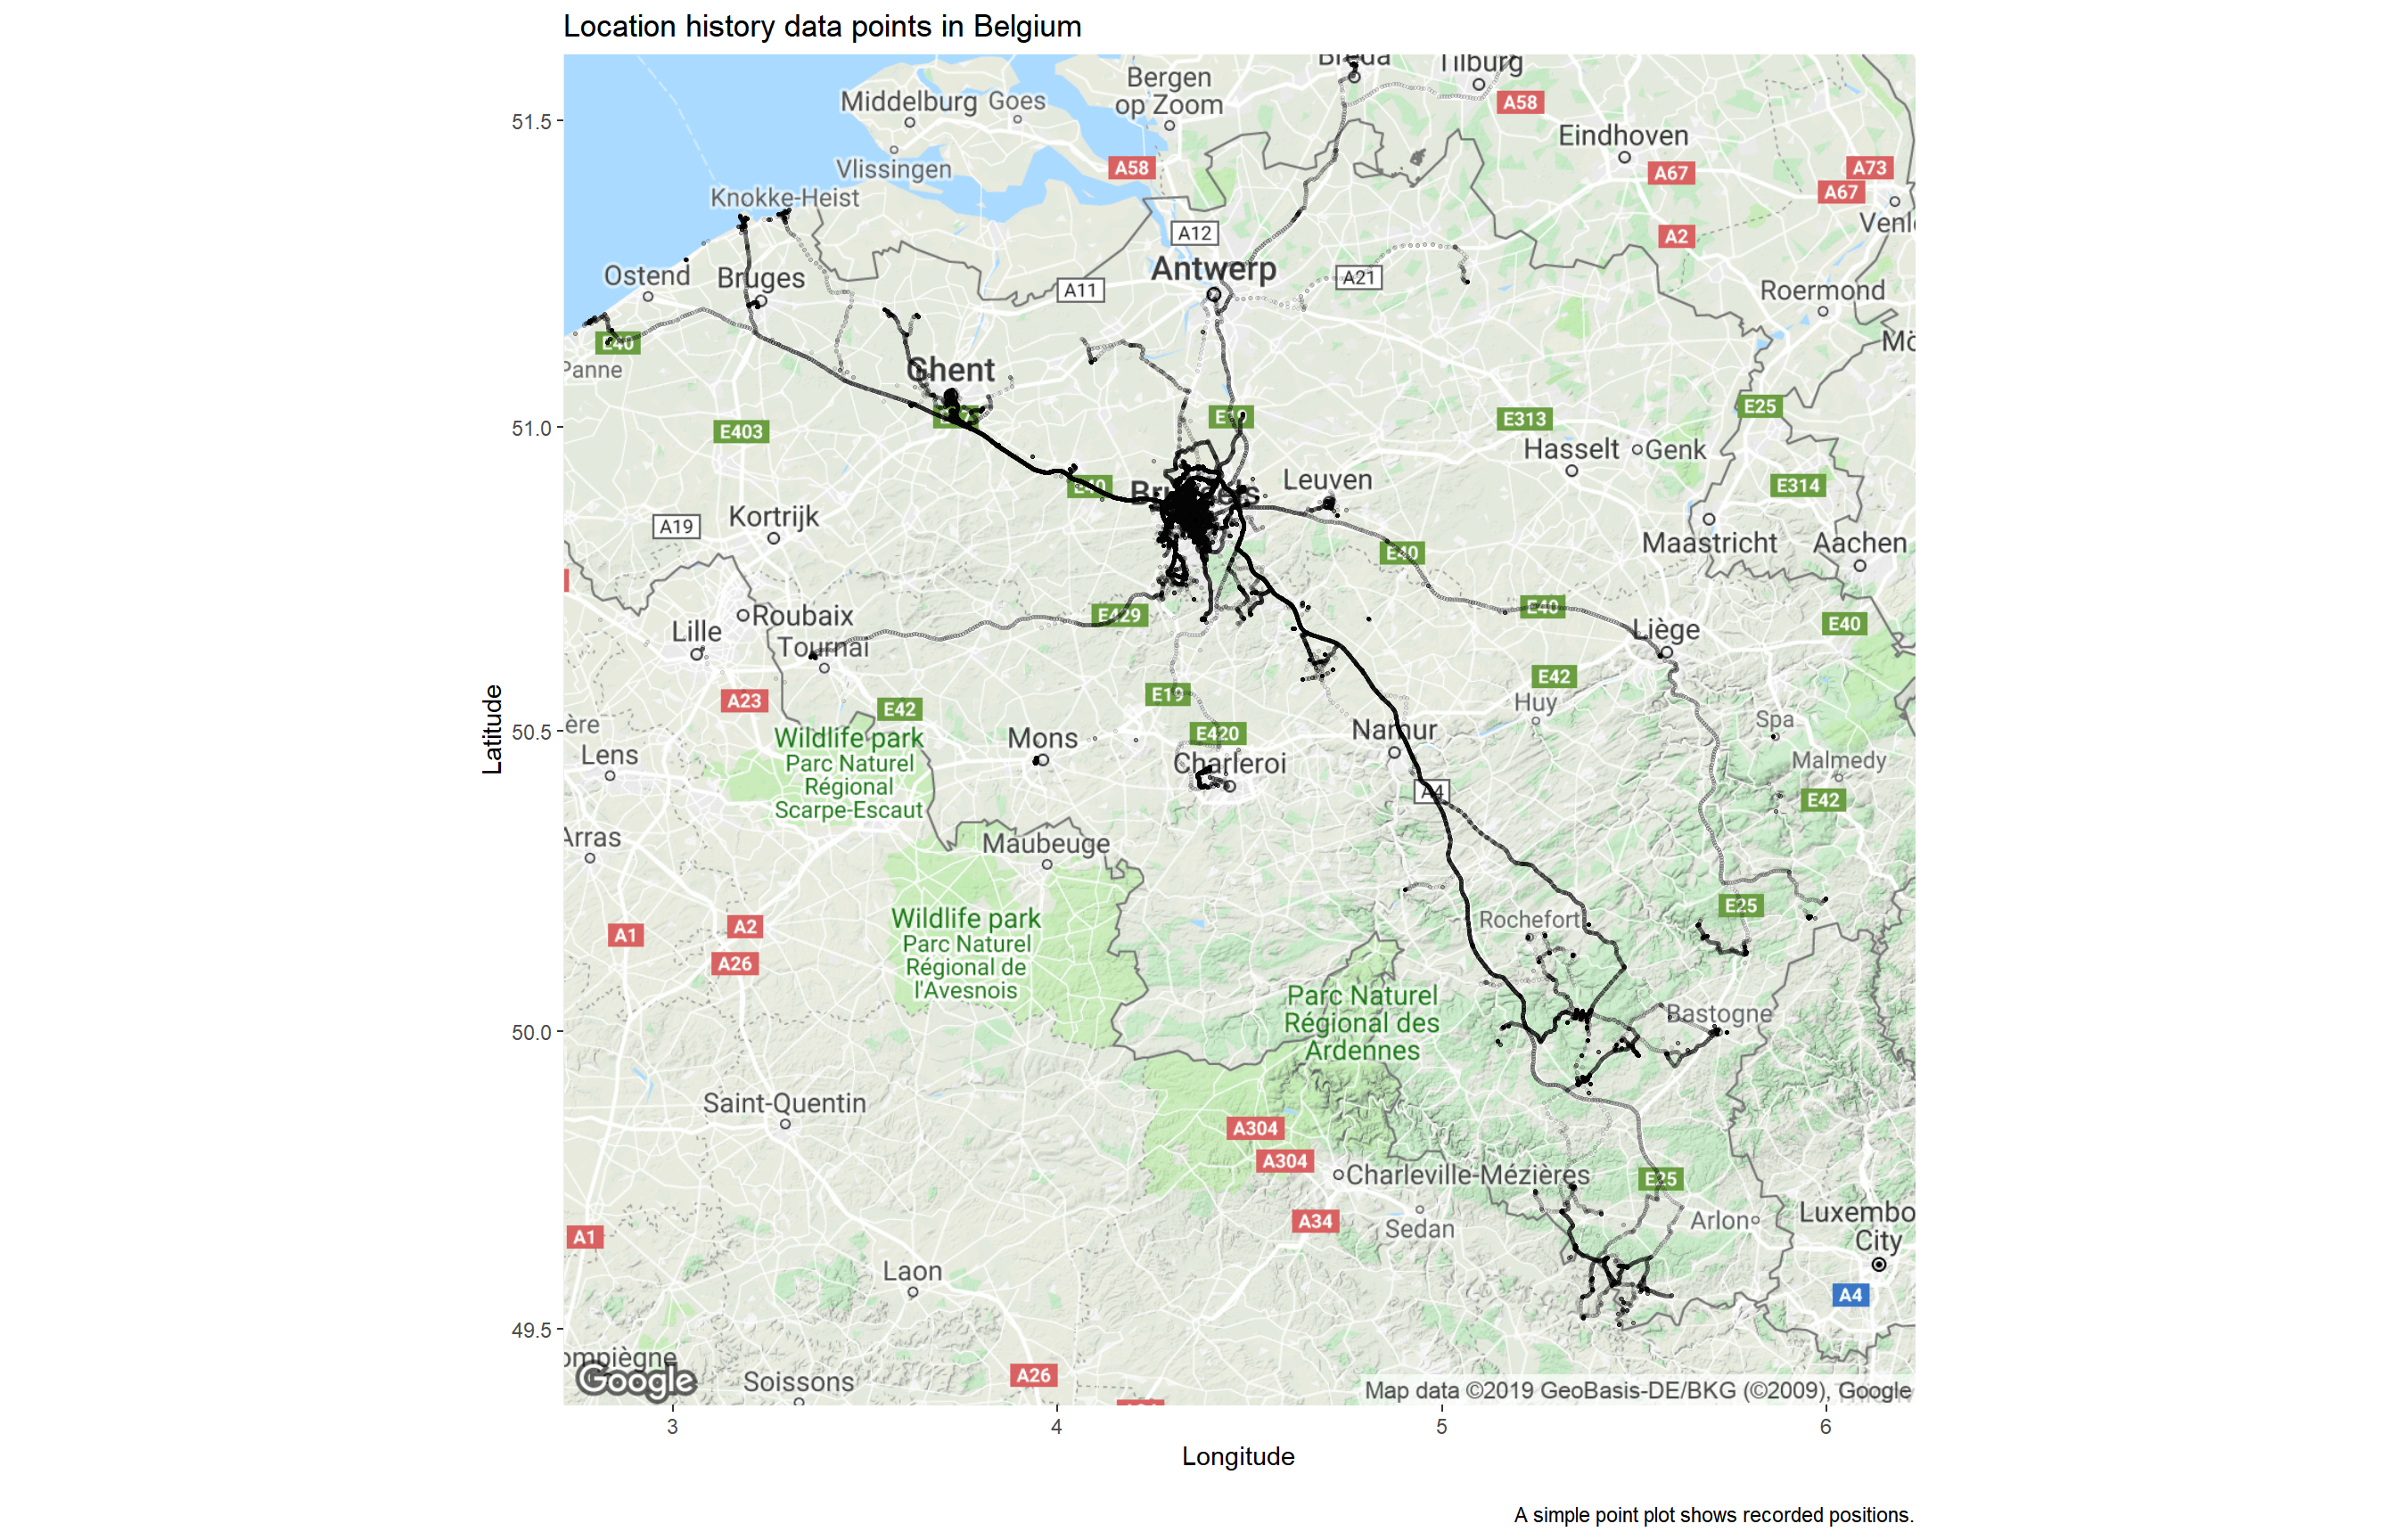 Location history data points in Belgium
Breda
Tilburg
Bergen
op Zoom
Middelburg
Goes
A58
Eindhoven
Vlissingen
A58
A67
A73
A67
Knokke-Heist
Venl
A12
A2
Ostend
Bruges
Antwerp
A21
A11
Roermond
E40
Mö
Panne
Ghent
E25
E403
E19
E313
Hasselt
Genk
Leuven
E40
Brussels
E314
A19
Kortrijk
Maastricht
Aachen
E40
Roubaix
E429
E40
Lille
Tournai
Liège
E40
A23
E42
E19
E42
Huy
ère
Wildlife park
Parc Naturel
Régional
Scarpe-Escaut
Mons
E420
Namur
Spa
Lens
Charleroi
Malmedy
A4
E42
Arras
Maubeuge
Wildlife park
Parc Naturel
Régional de
l'Avesnois
A2
A1
A26
Rochefort
E25
Parc Naturel
Régional des
Ardennes
Bastogne
Saint-Quentin
A304
A304
Charleville-Mézières
E25
A34
Sedan
Arlon
Luxembo
City
A1
Laon
A4
ompiègne
Google
Soissons
A26
Map data ©2019 GeoBasis-DE/BKG (©2009), Google
51.5
51.0
50.5
50.0
49.5
Latitude
3
4
5
6
Longitude
A simple point plot shows recorded positions.